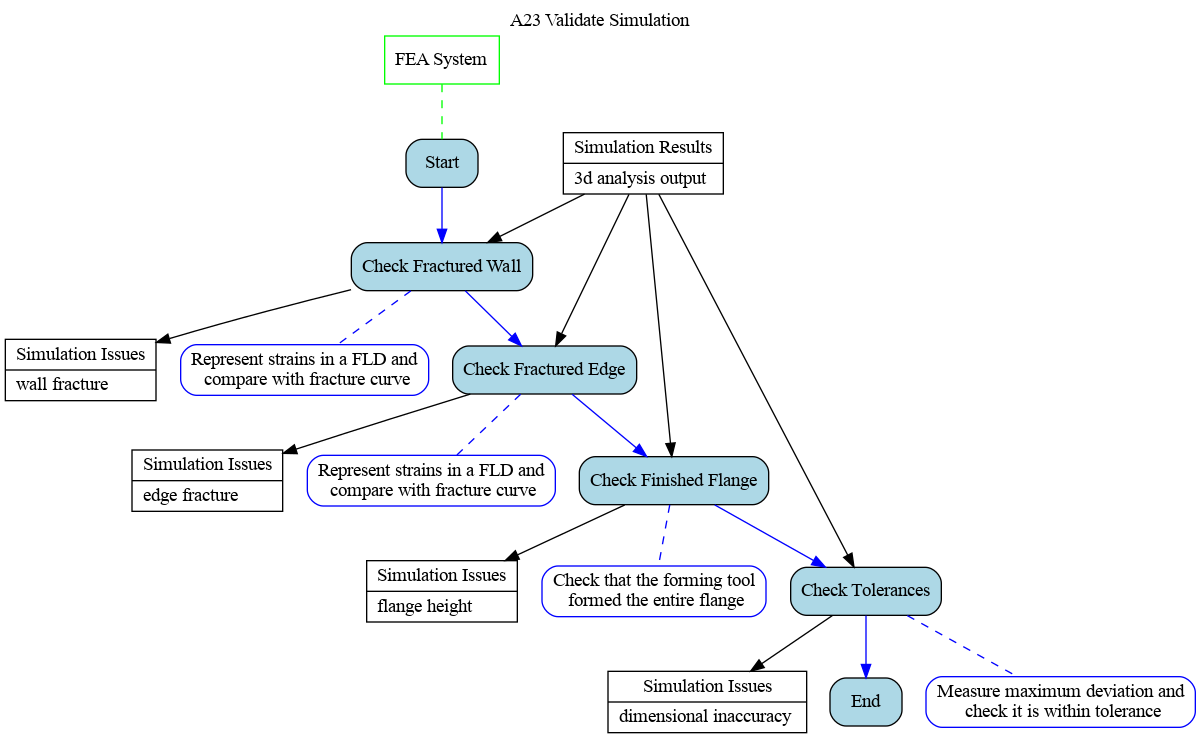 A23 Validate Simulation
FEA System
Start
Simulation Results
3d analysis output
Check Fractured Wall
Simulation Issues
wall fracture
Represent strains in a FLD and
compare with fracture curve
Check Fractured Edge
Simulation Issues
edge fracture
Represent strains in a FLD and
compare with fracture curve
Check Finished Flange
Simulation Issues
flange height
Check that the forming tool
formed the entire flange
Check Tolerances
Simulation Issues
dimensional inaccuracy
End
Measure maximum deviation and
check it is within tolerance